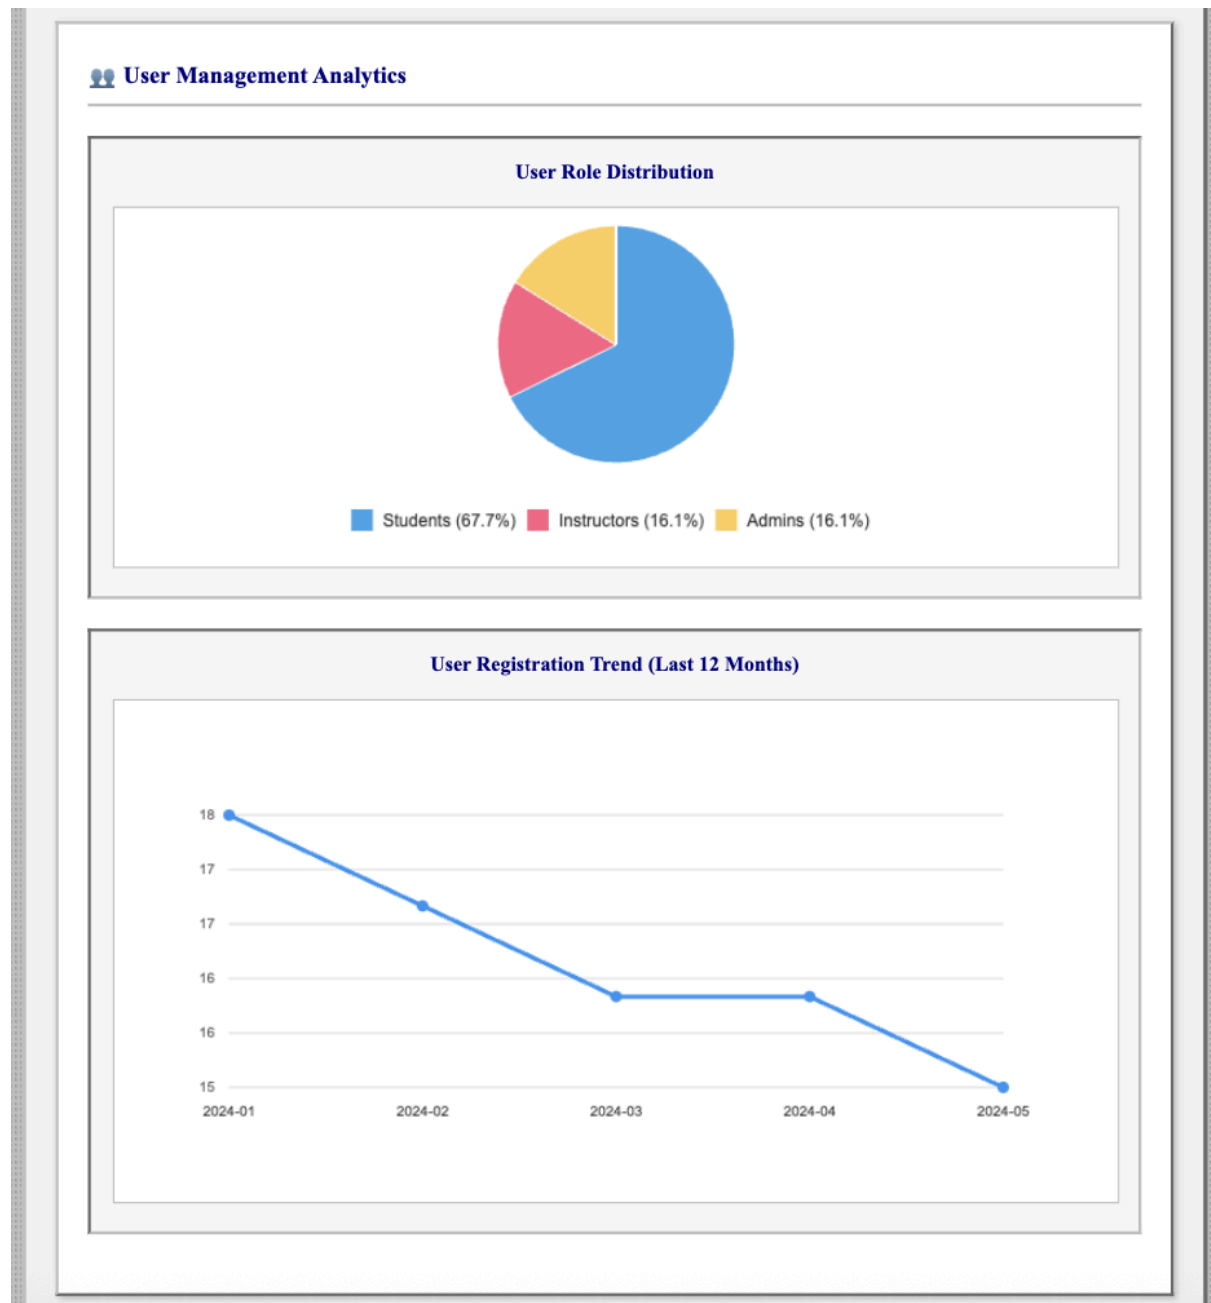 User Management Analytics
User Role Distribution
Students (67.7%) Instructors (16.1%) Admins (16.1%)
User Registration Trend (Last 12 Months)
18
17
17
16
16
15
2024-01 2024-02 2024-03 2024-04 2024-05